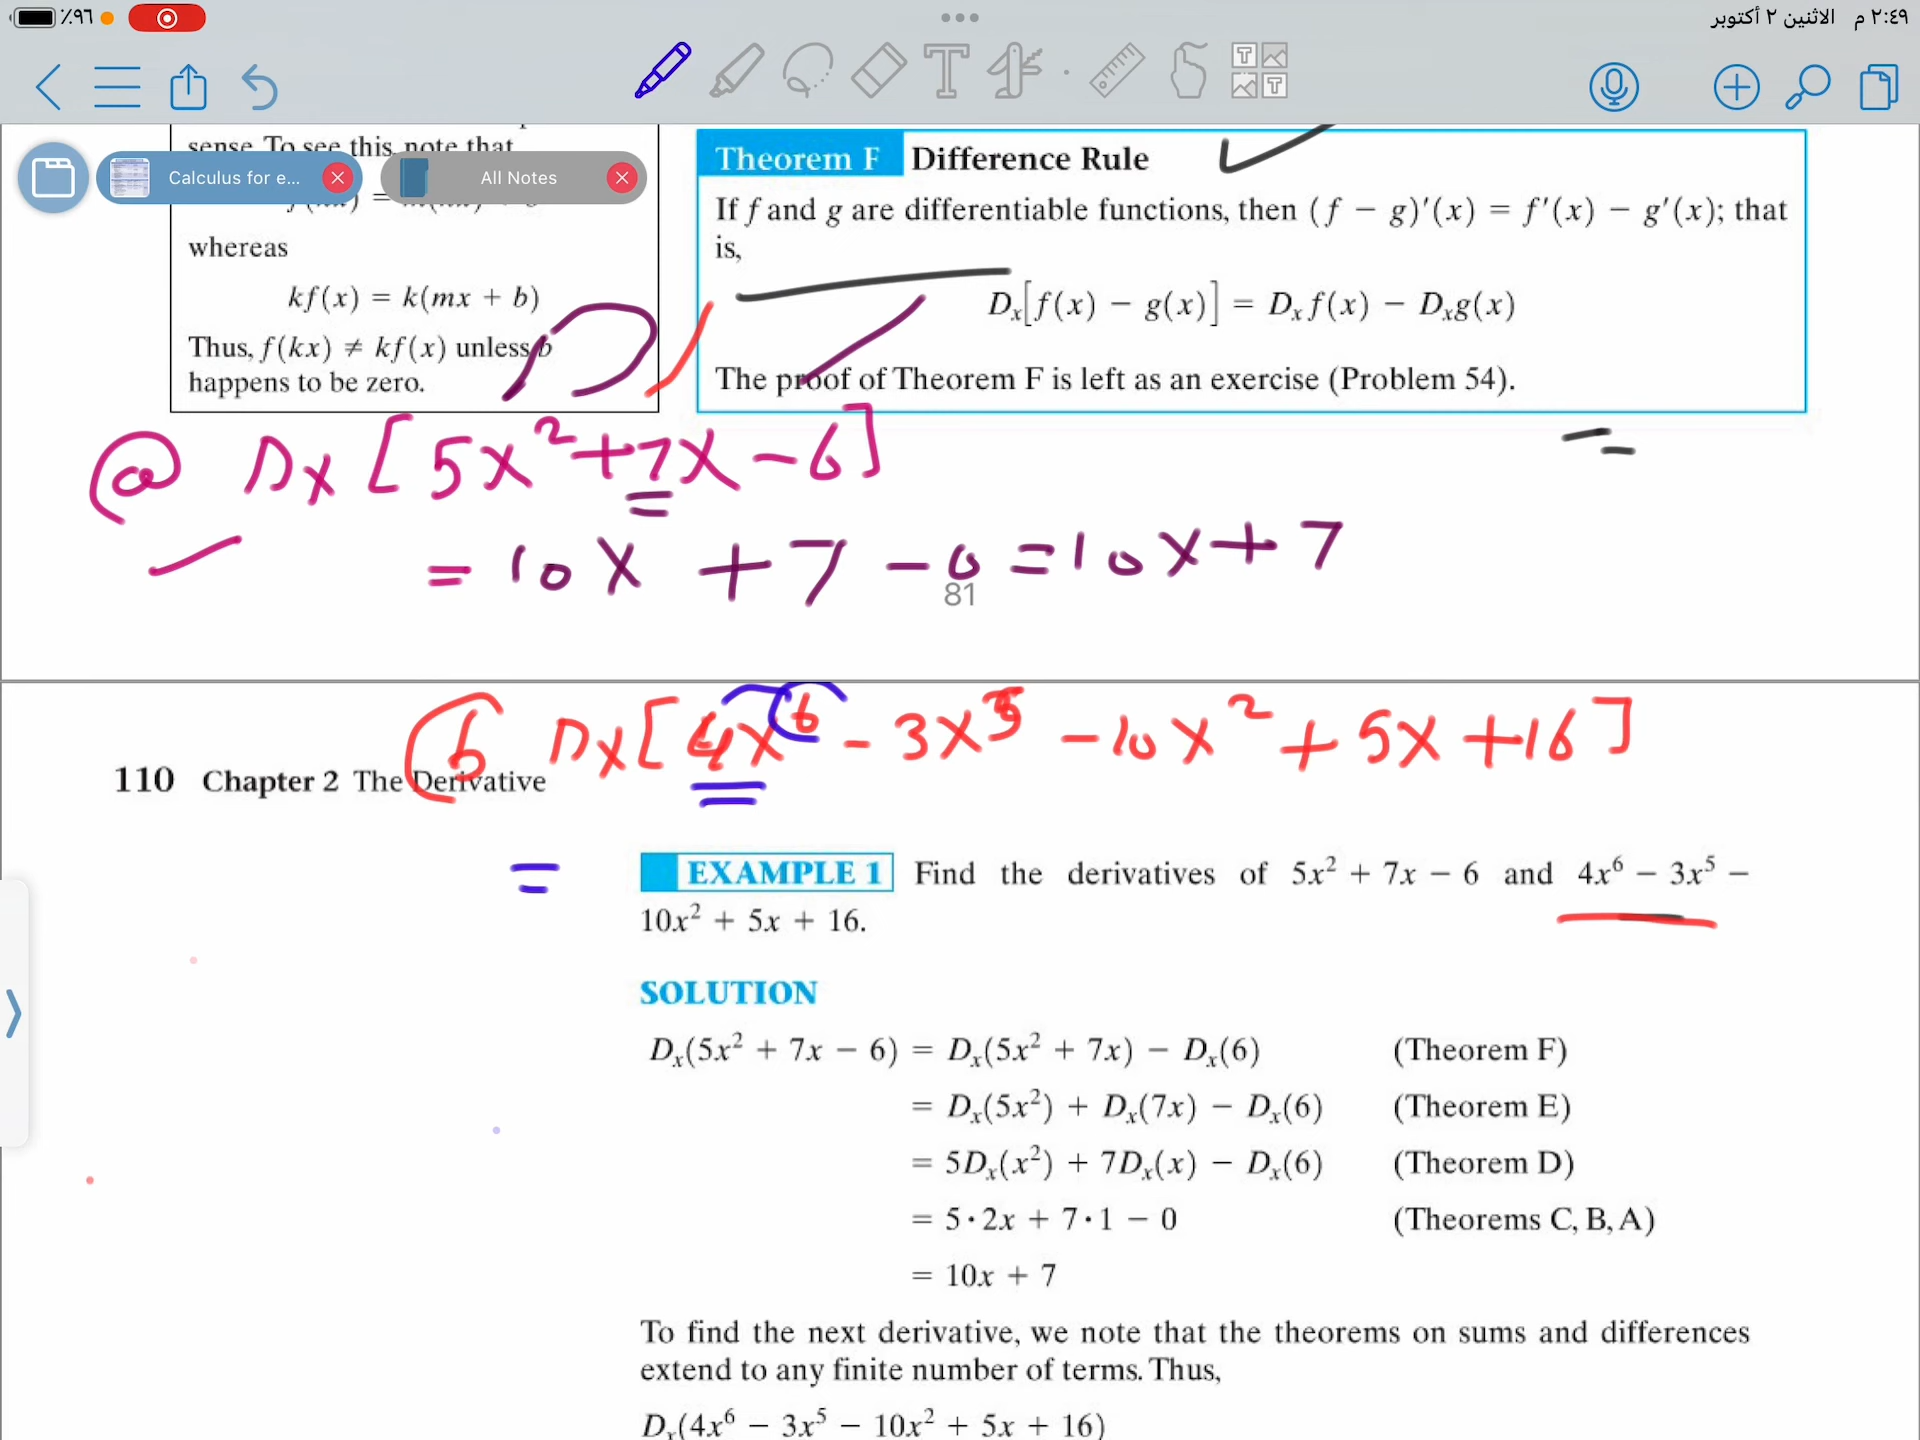 ٪٩٦ ٢:٤٩ م الاثنين ٢ أكتوبر
sense. To see this, note that
Calculus for e... All Notes
whereas
kf(x) = k(mx + b)
Thus, f(kx) ≠ kf(x) unless b
happens to be zero.
Theorem F Difference Rule
If f and g are differentiable functions, then (f − g)′(x) = f′(x) − g′(x); that
is,
Dx[f(x) − g(x)] = Dx f(x) − Dxg(x)
The proof of Theorem F is left as an exercise (Problem 54).
ⓐ Dx [5x² + 7x − 6]
= 10x + 7 − 0 = 10x + 7
81
b Dx[4x⁶ − 3x⁵ − 10x² + 5x + 16]
110 Chapter 2 The Derivative
=
EXAMPLE 1 Find the derivatives of 5x² + 7x − 6 and 4x⁶ − 3x⁵ −
10x² + 5x + 16.
SOLUTION
Dx(5x² + 7x − 6) = Dx(5x² + 7x) − Dx(6) (Theorem F)
= Dx(5x²) + Dx(7x) − Dx(6) (Theorem E)
= 5Dx(x²) + 7Dx(x) − Dx(6) (Theorem D)
= 5·2x + 7·1 − 0 (Theorems C, B, A)
= 10x + 7
To find the next derivative, we note that the theorems on sums and differences
extend to any finite number of terms. Thus,
Dx(4x⁶ − 3x⁵ − 10x² + 5x + 16)